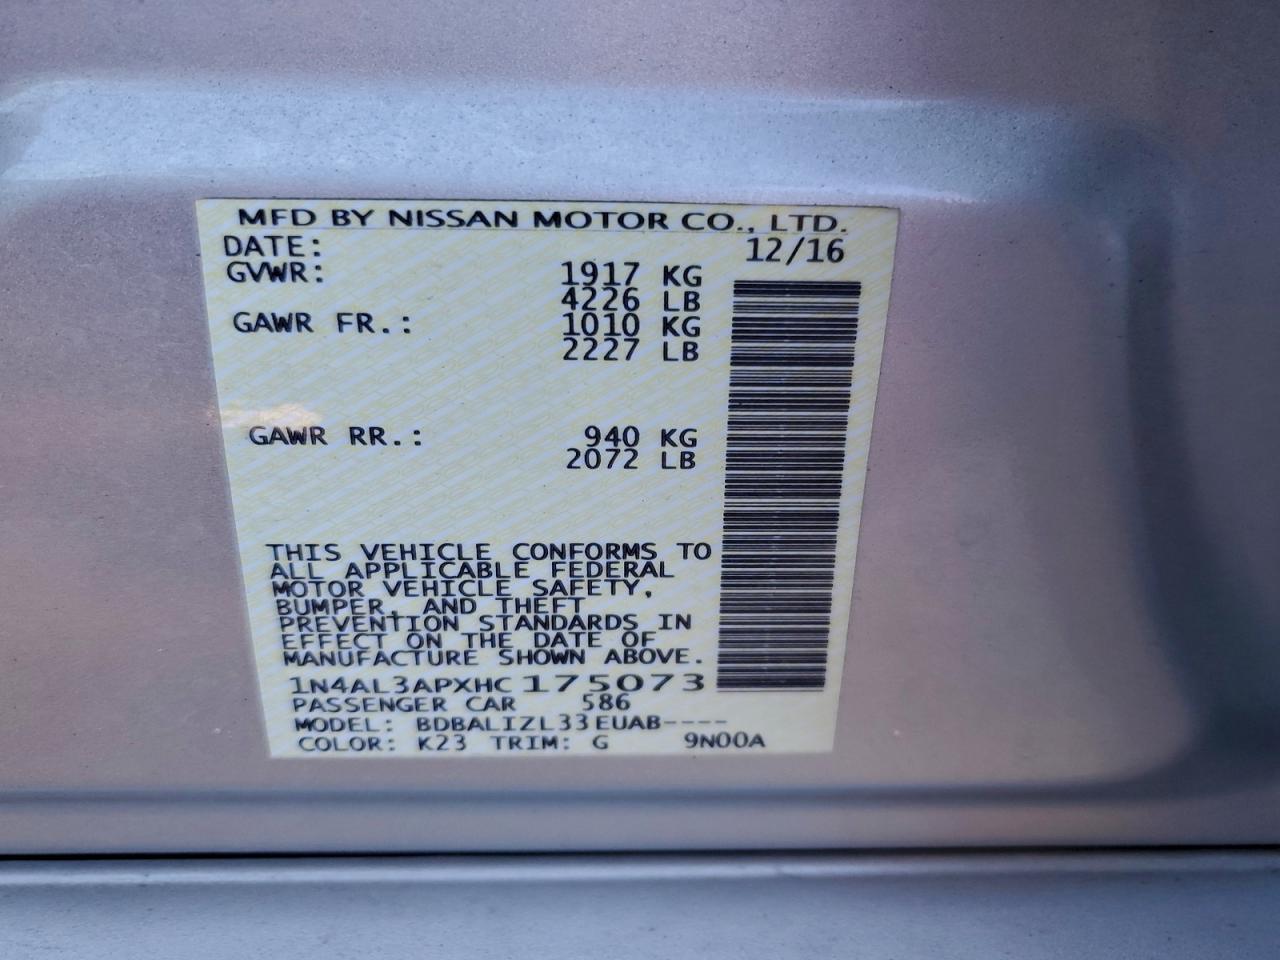 MFD BY NISSAN MOTOR CO., LTD.
DATE: 12/16
GVWR: 1917 KG
4226 LB
GAWR FR.: 1010 KG
2227 LB
GAWR RR.: 940 KG
2072 LB
THIS VEHICLE CONFORMS TO
ALL APPLICABLE FEDERAL
MOTOR VEHICLE SAFETY,
BUMPER, AND THEFT
PREVENTION STANDARDS IN
EFFECT ON THE DATE OF
MANUFACTURE SHOWN ABOVE.
1N4AL3APXHC175073
PASSENGER CAR 586
MODEL: BDBALIZL33EUAB----
COLOR: K23 TRIM: G 9N00A